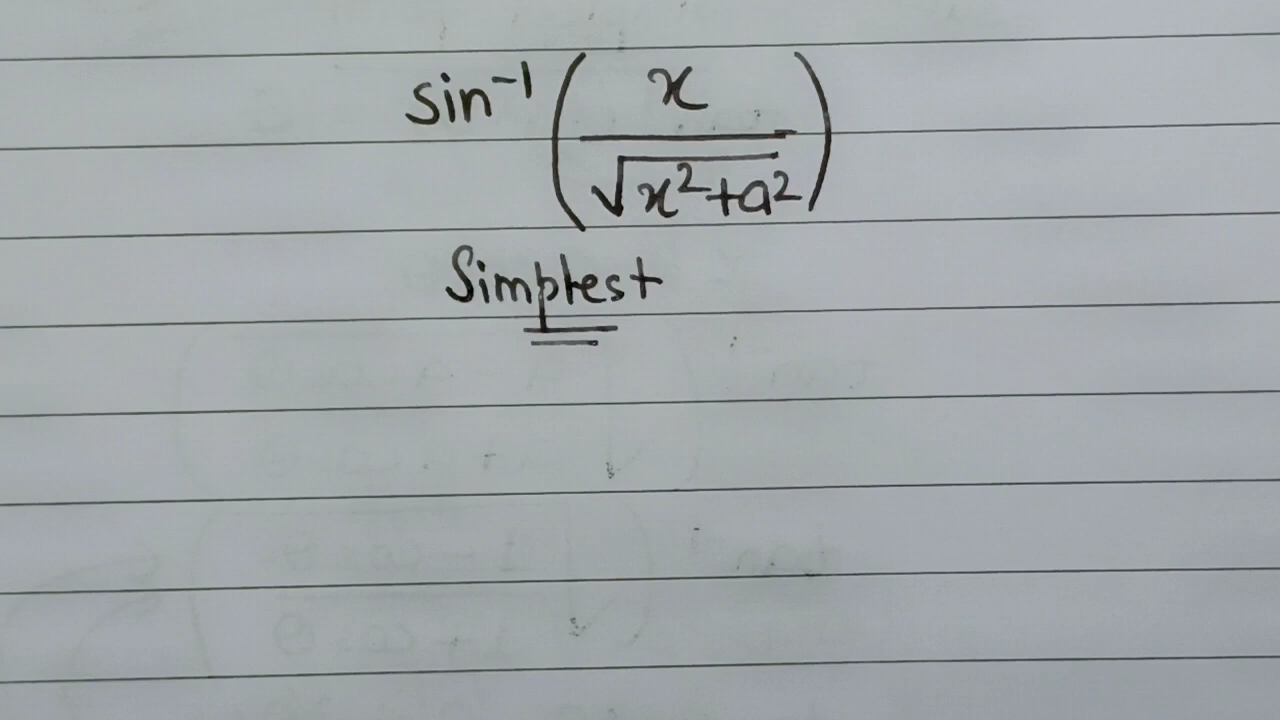 sin⁻¹ (x / √(x²+a²))
Simplest